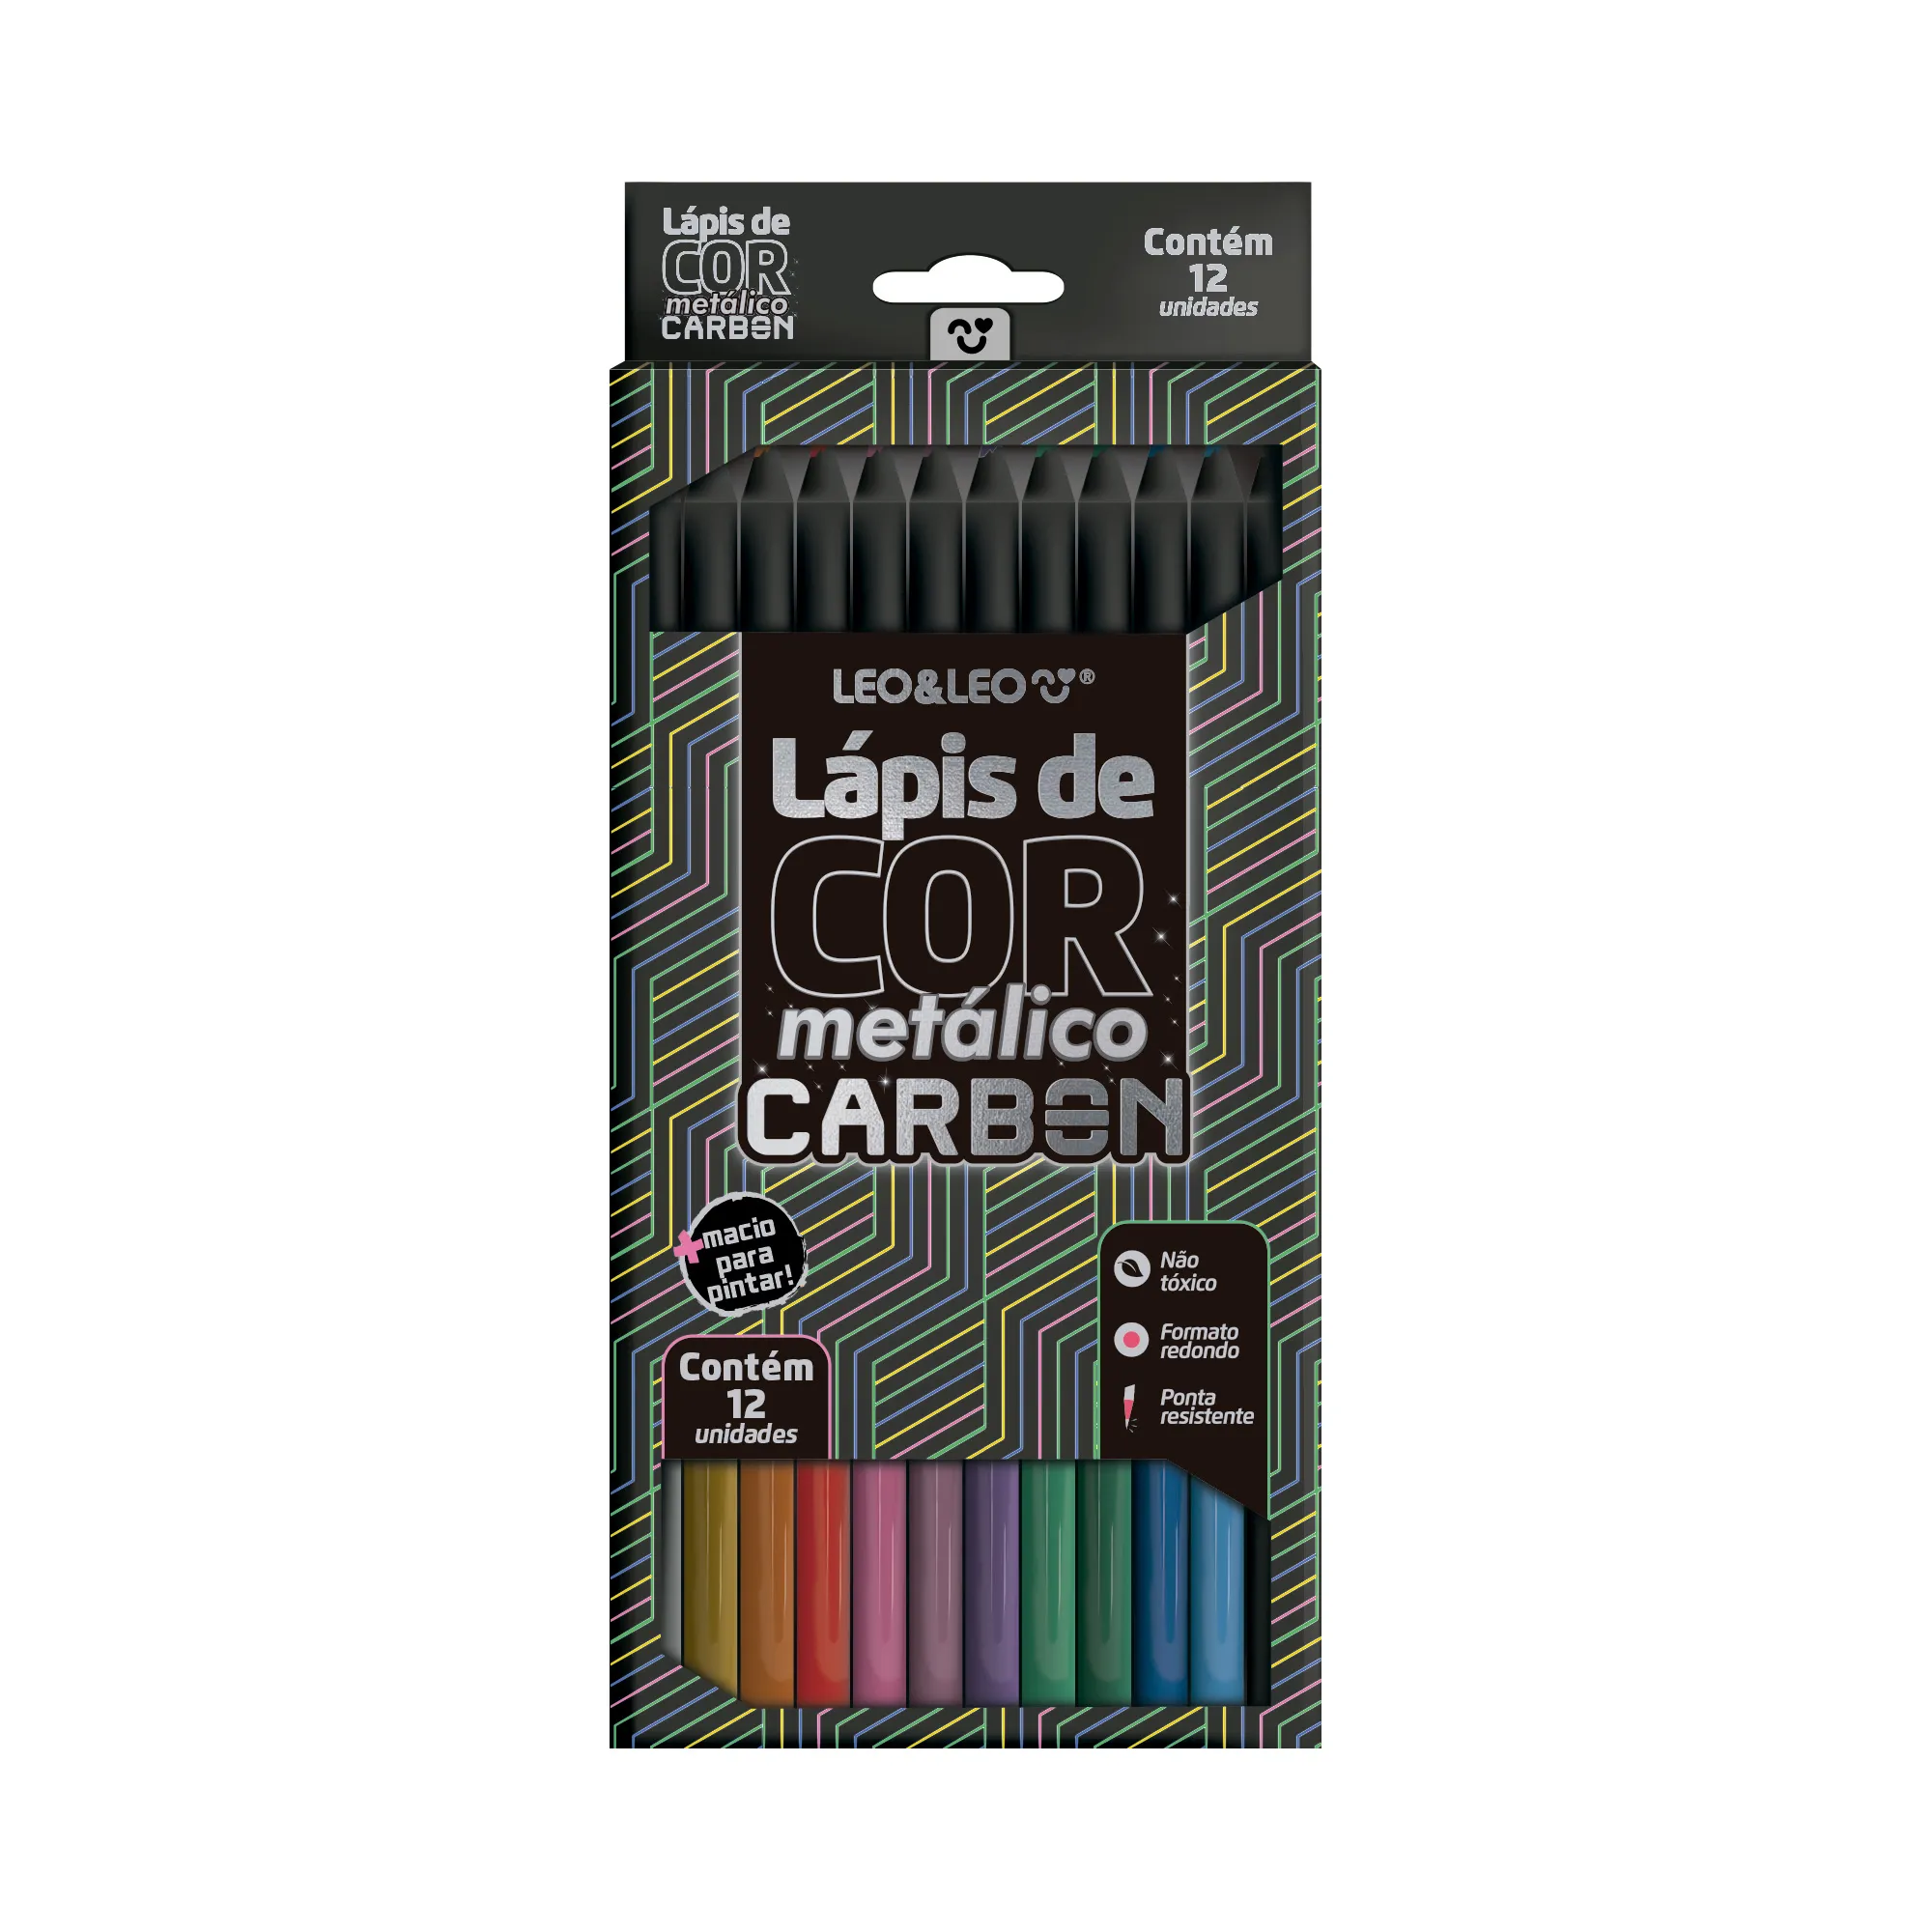 Lápis de
COR
metálico
CARBON
Contém
12
unidades
LEO&LEO®
Lápis de
COR
metálico
CARBON
+macio
para
pintar!
Contém
12
unidades
Não
tóxico
Formato
redondo
Ponta
resistente